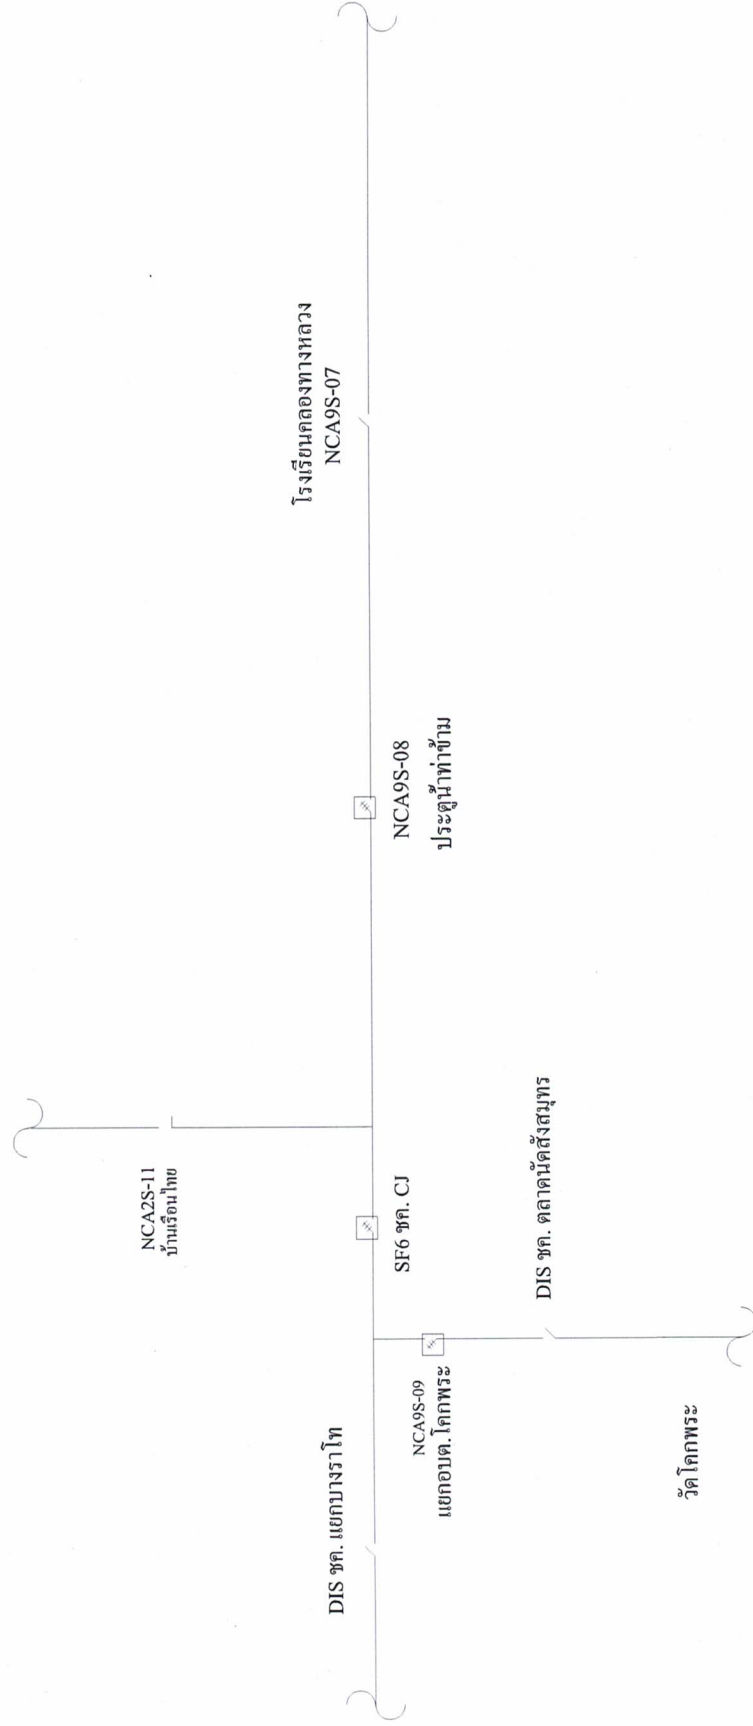 NCA2S-11
บ้านเรือนไทย
โรงเรียนคลองทางหลวง
NCA9S-07
DIS ชค. แยกบางราโท
SF6 ชค. CJ
NCA9S-08
ประตูน้ำท่าข้าม
NCA9S-09
แยกอบต.โคกพระ
DIS ชค. ตลาดนัดสังสมุทร
วัดโคกพระ